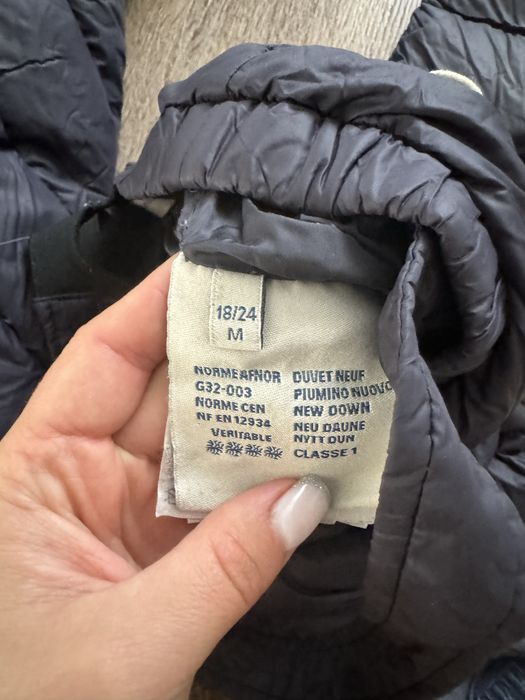 18/24
M
NORME AFNOR
G32-003
NORME CEN
NF EN 12934
VERITABLE
DUVET NEUF
PIUMINO NUOVO
NEW DOWN
NEU DAUNE
NYTT DUN
CLASSE 1